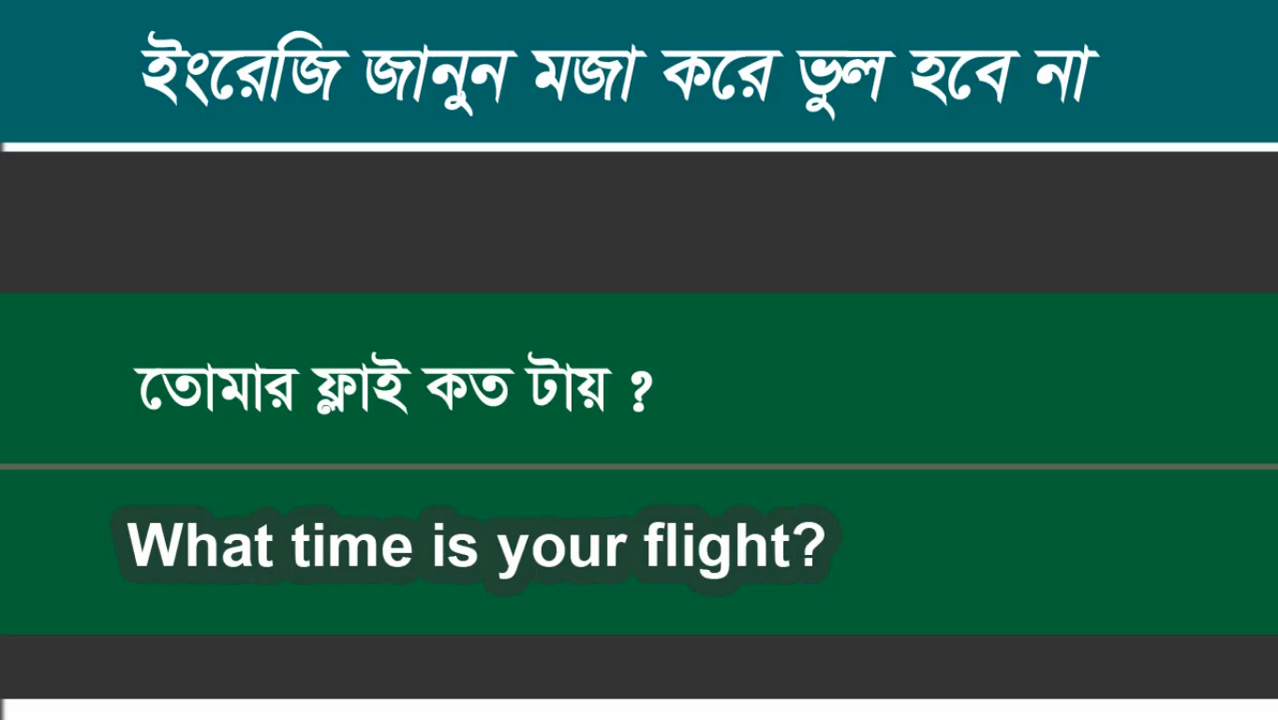 ইংরেজি জানুন মজা করে ভুল হবে না
তোমার ফ্লাই কত টায় ?
What time is your flight?